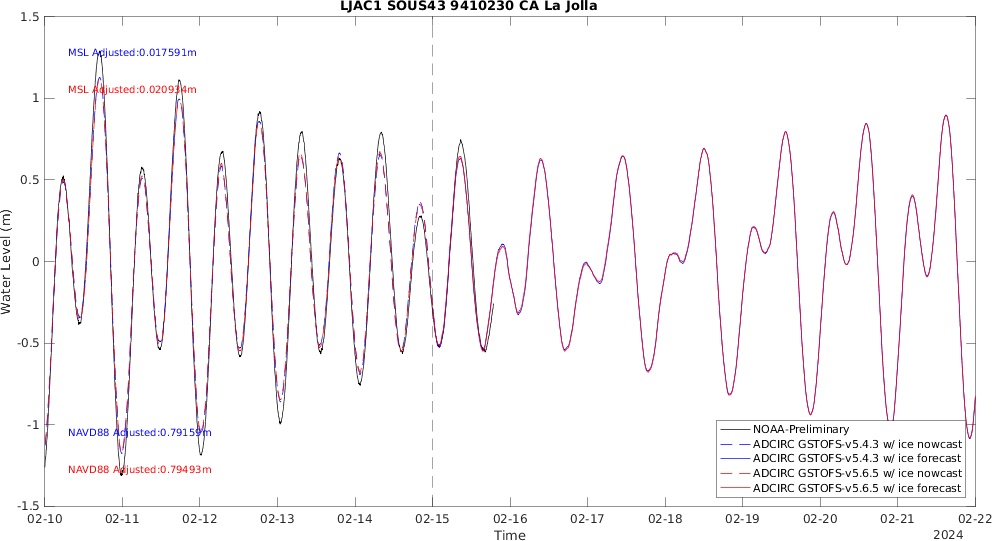 LJAC1 SOUS43 9410230 CA La Jolla
1.5
1
0.5
0
-0.5
-1
-1.5
Water Level (m)
MSL Adjusted:0.017591m
MSL Adjusted:0.020934m
NAVD88 Adjusted:0.79159m
NAVD88 Adjusted:0.79493m
NOAA-Preliminary
ADCIRC GSTOFS-v5.4.3 w/ ice nowcast
ADCIRC GSTOFS-v5.4.3 w/ ice forecast
ADCIRC GSTOFS-v5.6.5 w/ ice nowcast
ADCIRC GSTOFS-v5.6.5 w/ ice forecast
02-10 02-11 02-12 02-13 02-14 02-15 02-16 02-17 02-18 02-19 02-20 02-21 02-22
Time
2024